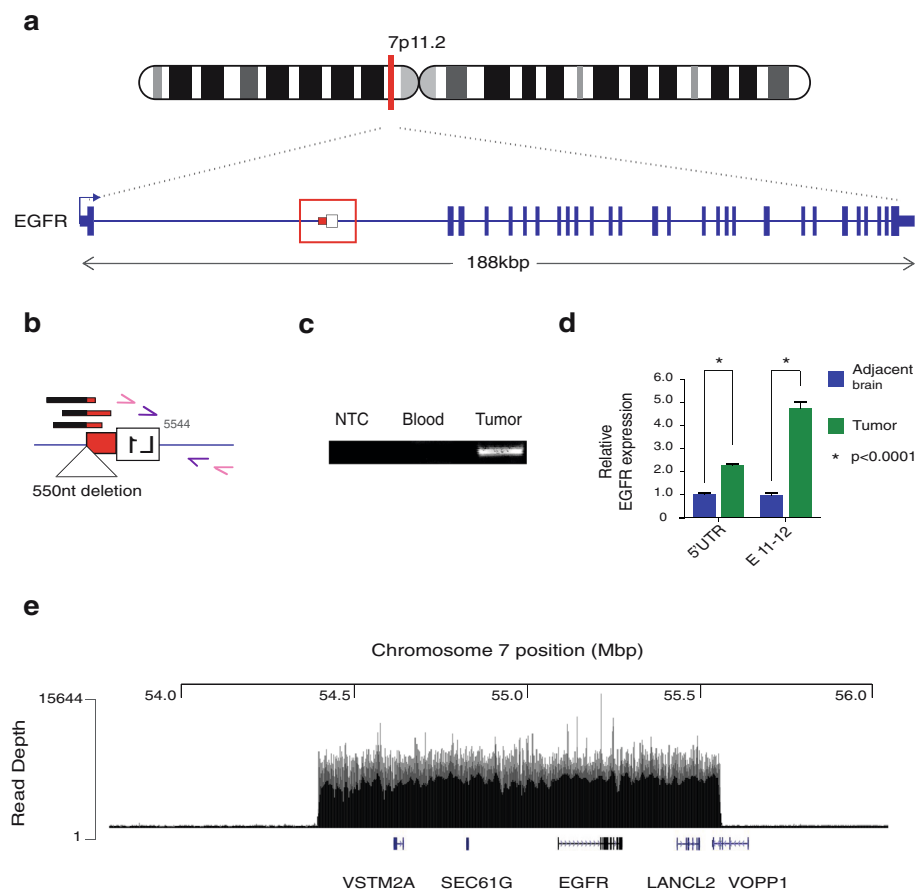 a
7p11.2
EGFR
188kbp
b
5544
L1
550nt deletion
c
NTC Blood Tumor
d
Relative
EGFR expression
6.0
5.0
4.0
3.0
2.0
1.0
0
*
*
5'UTR
E 11-12
Adjacent
brain
Tumor
* p<0.0001
e
Chromosome 7 position (Mbp)
54.0 54.5 55.0 55.5 56.0
15644
Read Depth
1
VSTM2A SEC61G EGFR LANCL2 VOPP1